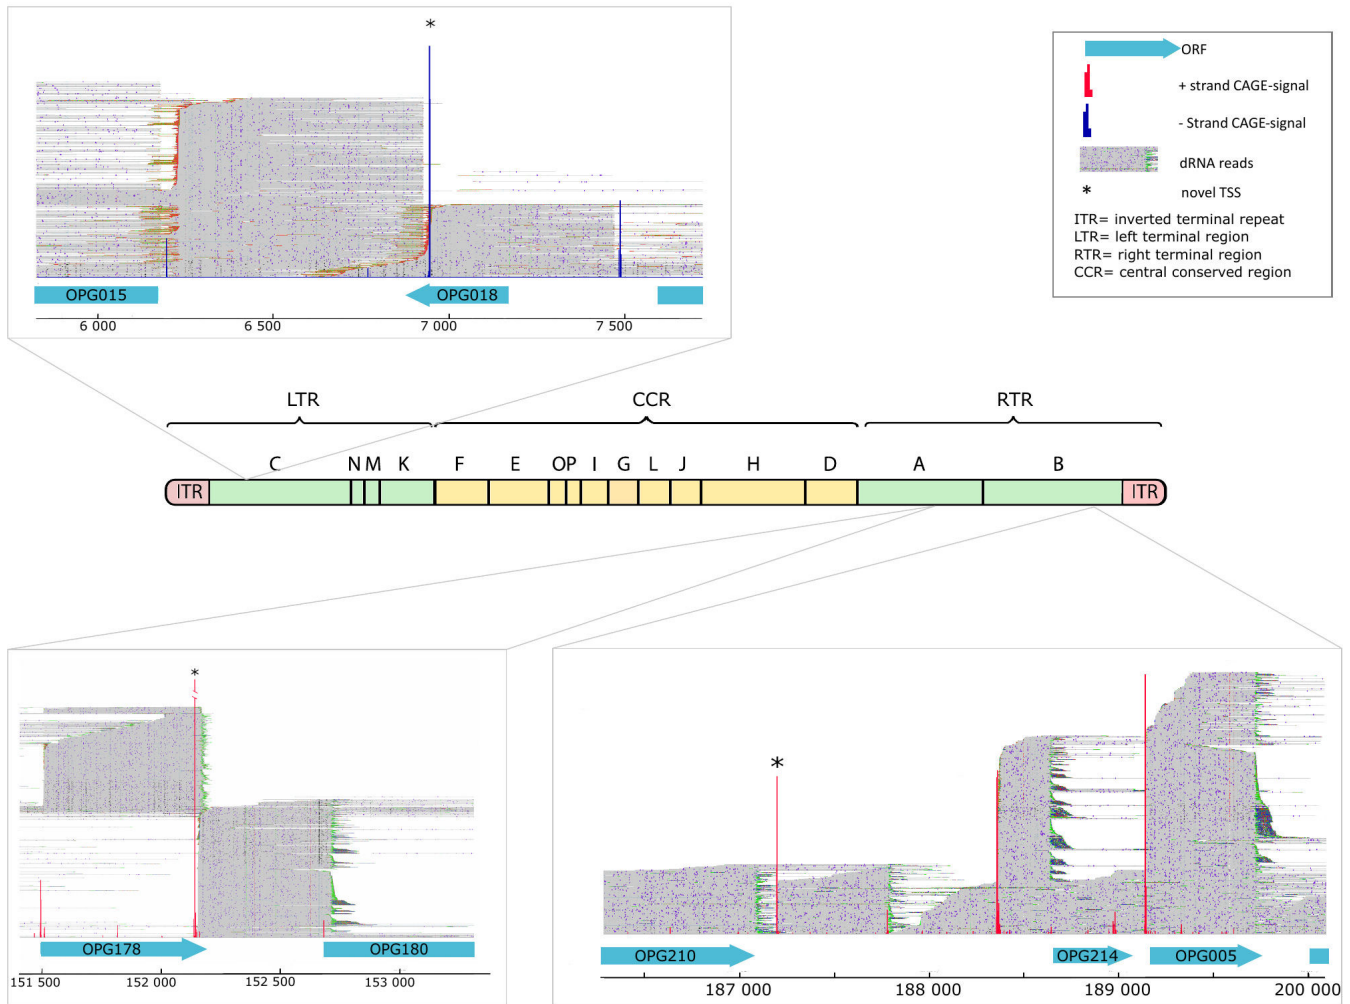 *
ORF
+ strand CAGE-signal
- Strand CAGE-signal
dRNA reads
* novel TSS
ITR= inverted terminal repeat
LTR= left terminal region
RTR= right terminal region
CCR= central conserved region
OPG015 OPG018
6 000 6 500 7 000 7 500
LTR CCR RTR
C N M K F E O P I G L J H D A B
ITR ITR
*
OPG178 OPG180
151 500 152 000 152 500 153 000
*
OPG210 OPG214 OPG005
187 000 188 000 189 000 200 000